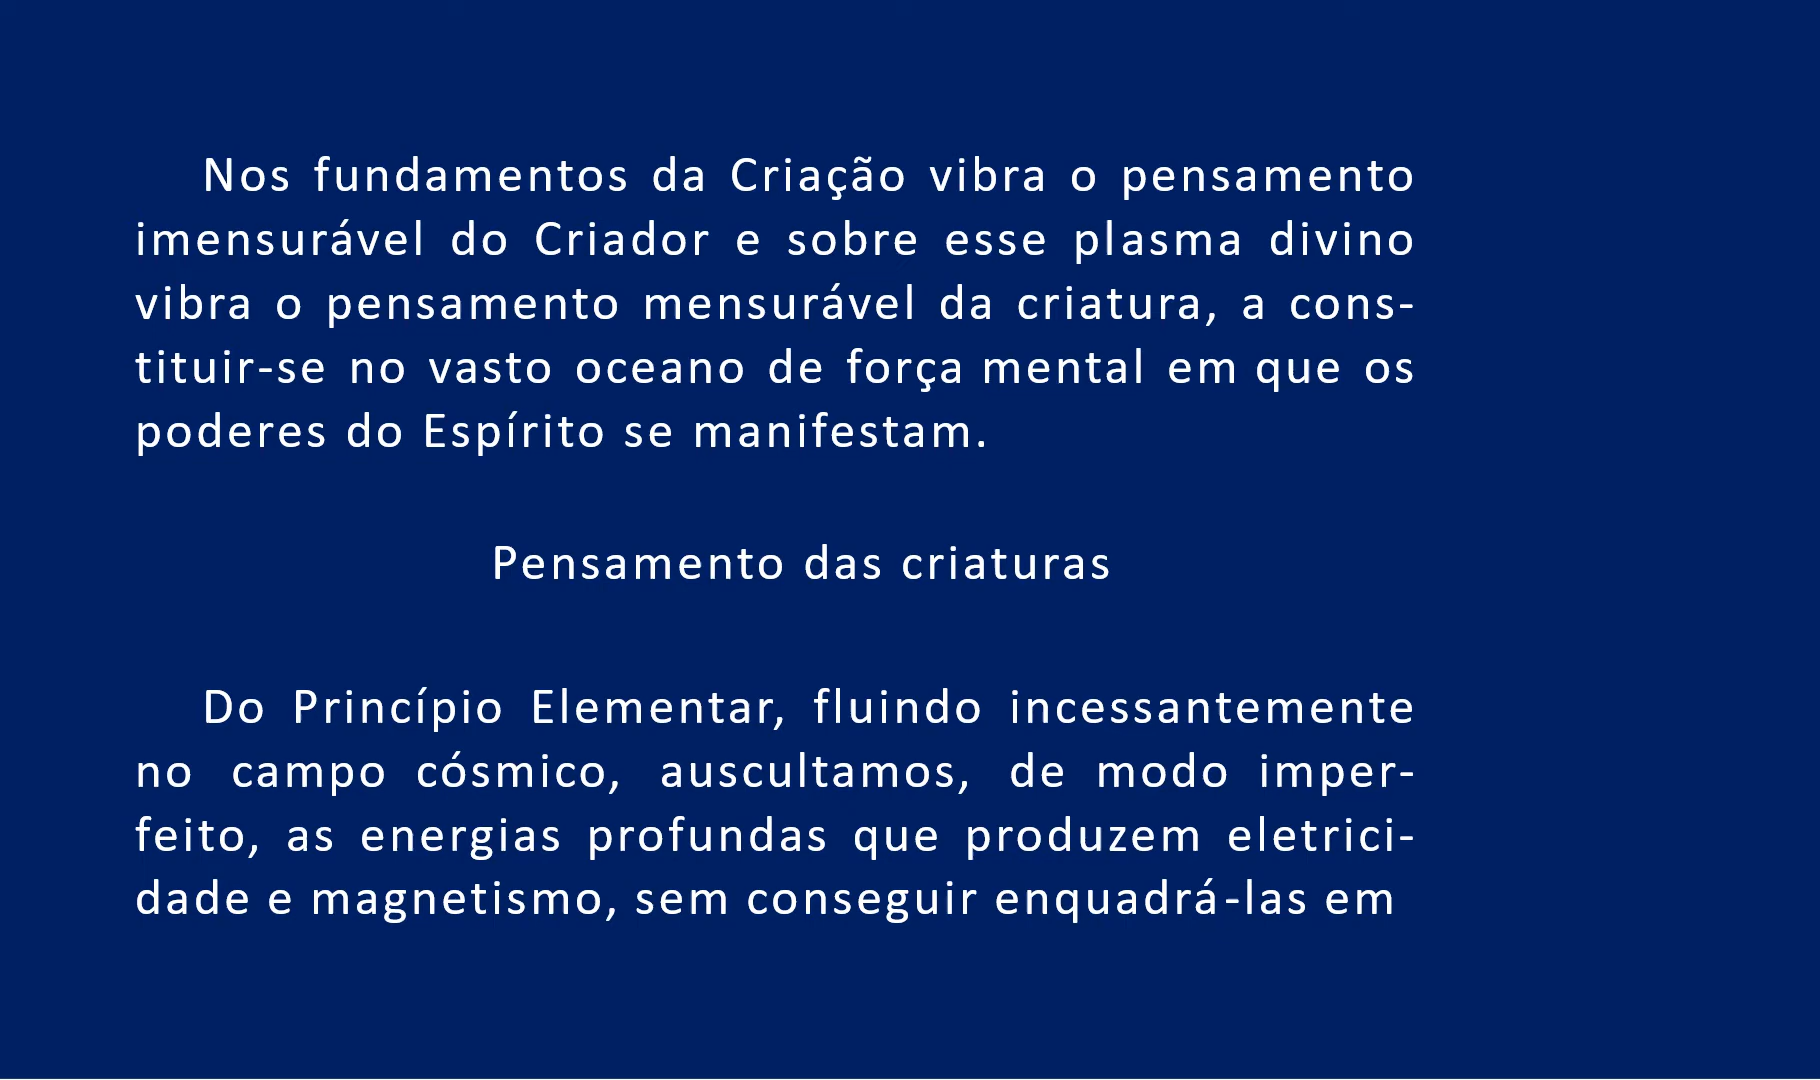 Nos fundamentos da Criação vibra o pensamento
imensurável do Criador e sobre esse plasma divino
vibra o pensamento mensurável da criatura, a cons-
tituir-se no vasto oceano de força mental em que os
poderes do Espírito se manifestam.
Pensamento das criaturas
Do Princípio Elementar, fluindo incessantemente
no campo cósmico, auscultamos, de modo imper-
feito, as energias profundas que produzem eletrici-
dade e magnetismo, sem conseguir enquadrá-las em